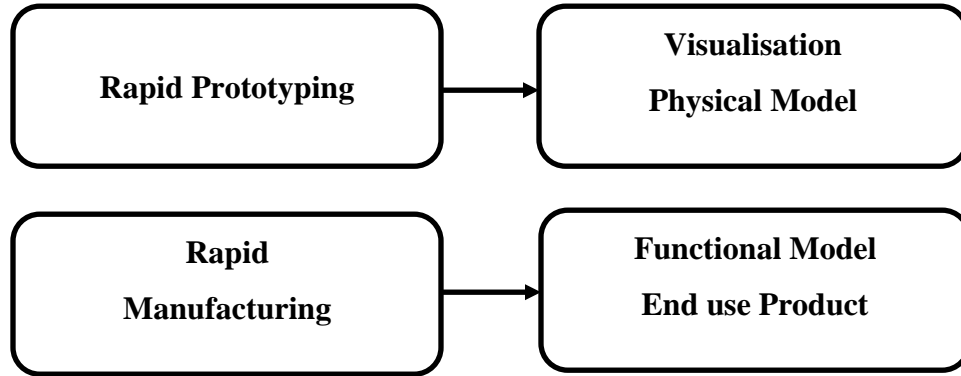 Rapid Prototyping
Visualisation
Physical Model
Rapid
Manufacturing
Functional Model
End use Product